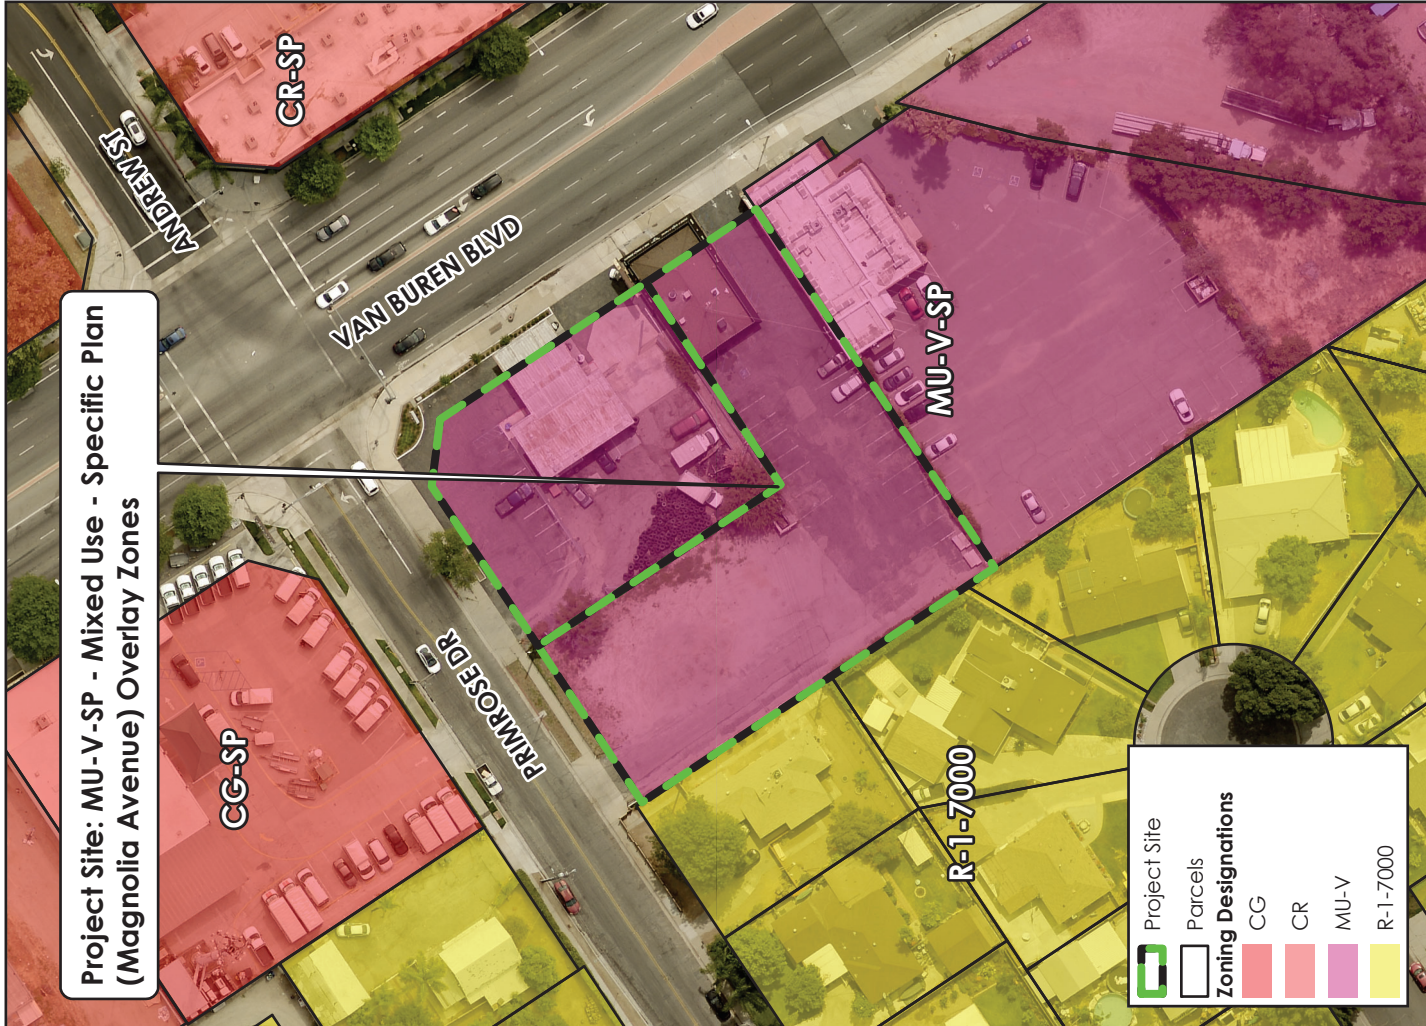 Project Site: MU-V-SP - Mixed Use - Specific Plan
(Magnolia Avenue) Overlay Zones
ANDREW ST
CR-SP
VAN BUREN BLVD
MU-V-SP
PRIMROSE DR
CG-SP
R-1-7000
Project Site
Parcels
Zoning Designations
CG
CR
MU-V
R-1-7000